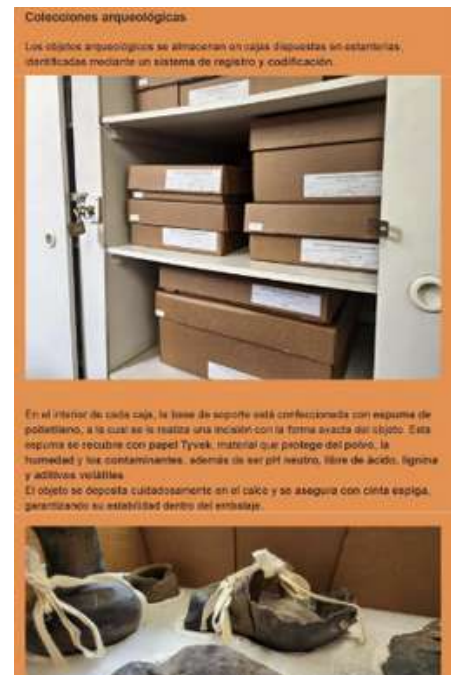 Colecciones arqueológicas
Los objetos arqueológicos se almacenan en cajas dispuestas en estanterías,
identificadas mediante un sistema de registro y codificación.
En el interior de cada caja, la base de soporte está confeccionada con espuma de
polietileno, a la cual se le realiza una incisión con la forma exacta del objeto. Esta
espuma se recubre con papel Tyvek, material que protege del polvo, la
humedad y los contaminantes, además de ser pH neutro, libre de ácido, lignina
y aditivos volátiles.
El objeto se deposita cuidadosamente en el calce y se asegura con cinta espiga,
garantizando su estabilidad dentro del embalaje.